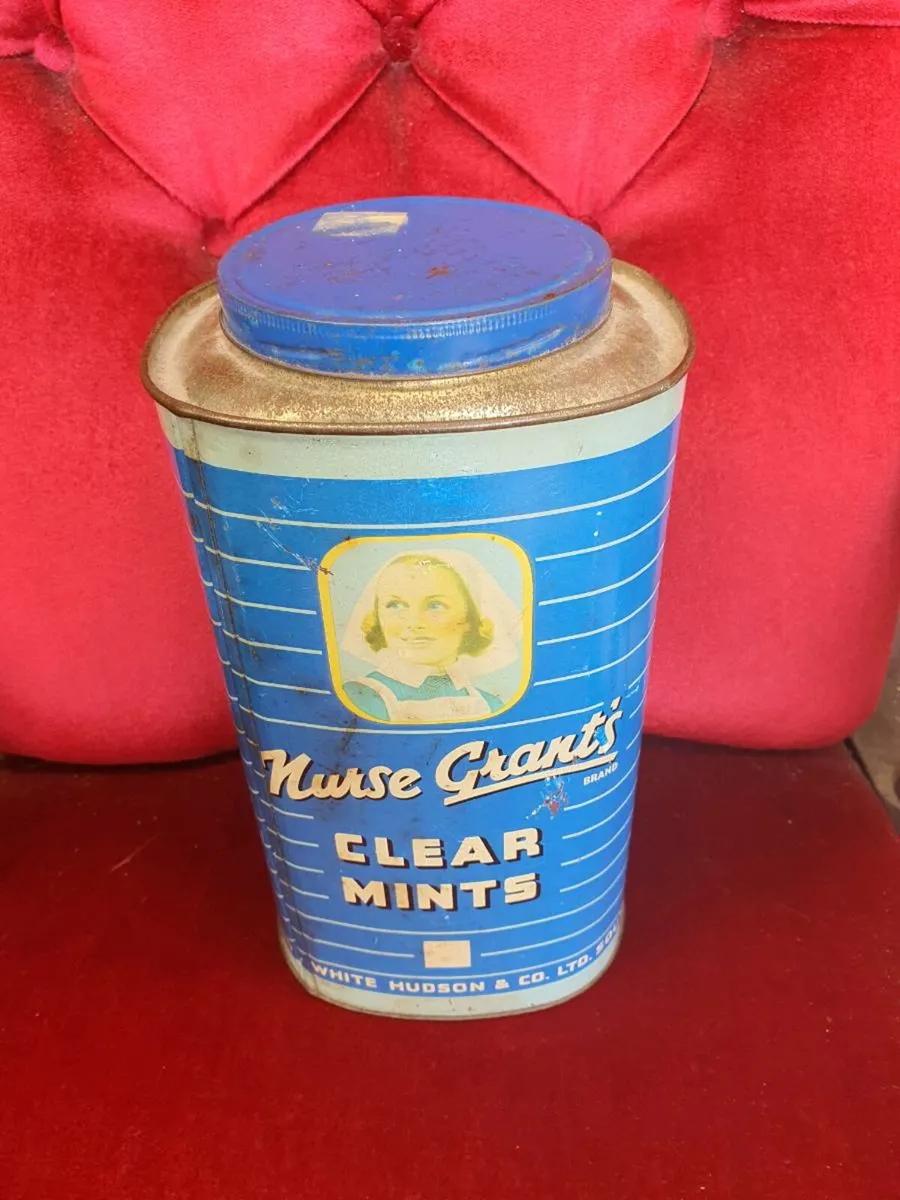 Nurse Grant's
BRAND
CLEAR
MINTS
WHITE HUDSON & CO. LTD.